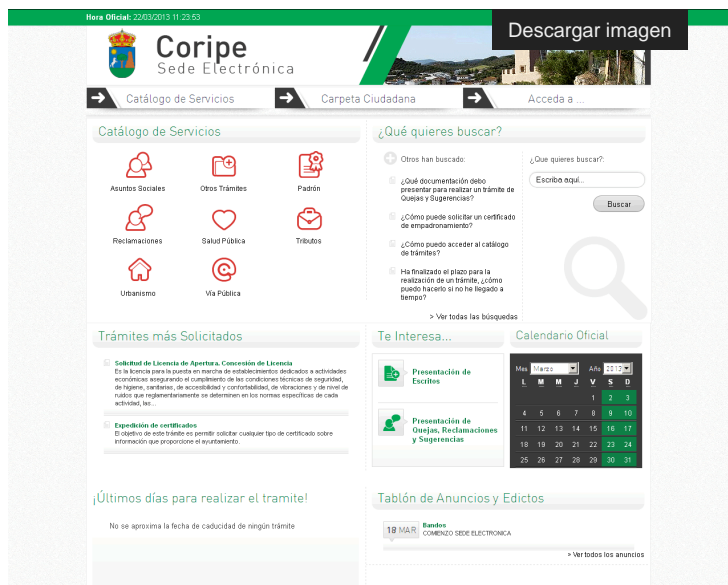 Hora Oficial: 22/03/2013 11:23:53
Descargar imagen
Coripe
Sede Electrónica
Catálogo de Servicios
Carpeta Ciudadana
Acceda a ...
Catálogo de Servicios
Asuntos Sociales
Otros Trámites
Padrón
Reclamaciones
Salud Pública
Tributos
Urbanismo
Vía Pública
¿Qué quieres buscar?
Otros han buscado:
¿Qué documentación debo
presentar para realizar un trámite de
Quejas y Sugerencias?
¿Cómo puede solicitar un certificado
de empadronamiento?
¿Cómo puedo acceder al catálogo
de trámites?
Ha finalizado el plazo para la
realización de un trámite, ¿cómo
puedo hacerlo si no he llegado a
tiempo?
> Ver todas las búsquedas
¿Que quieres buscar?:
Escriba aquí...
Buscar
Trámites más Solicitados
Solicitud de Licencia de Apertura. Concesión de Licencia
Es la licencia para la puesta en marcha de establecimientos dedicados a actividades
económicas asegurando el cumplimiento de las condiciones técnicas de seguridad,
de higiene, sanitarias, de accesibilidad y confortabilidad, de vibraciones y de nivel de
ruidos que reglamentariamente se determinen en los normas específicas de cada
actividad, las...
Expedición de certificados
El objetivo de este trámite es permitir solicitar cualquier tipo de certificado sobre
información que proporcione el ayuntamiento.
Te Interesa...
Presentación de
Escritos
Presentación de
Quejas, Reclamaciones
y Sugerencias
Calendario Oficial
Mes Marzo Año 2013
L M M J V S D
1 2 3
4 5 6 7 8 9 10
11 12 13 14 15 16 17
18 19 20 21 22 23 24
25 26 27 28 29 30 31
¡Últimos días para realizar el tramite!
No se aproxima la fecha de caducidad de ningún trámite
Tablón de Anuncios y Edictos
18 MAR
Bandos
COMIENZO SEDE ELECTRONICA
» Ver todos los anuncios